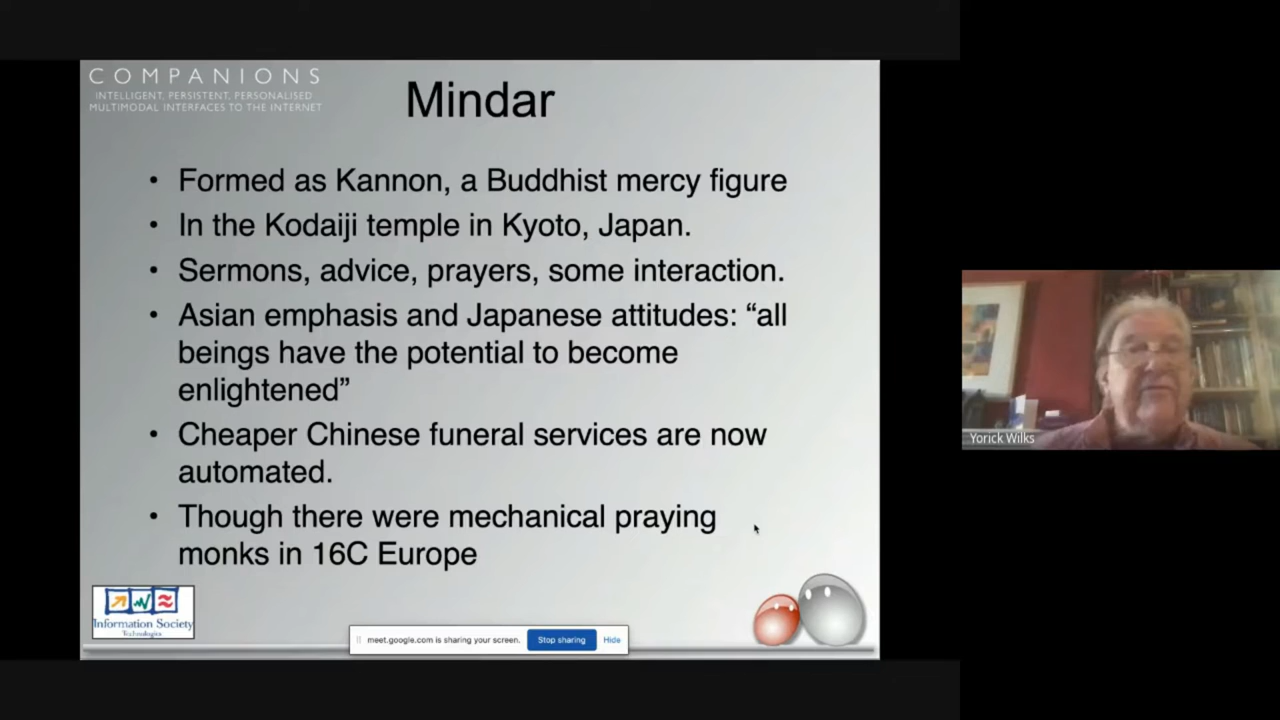 COMPANIONS
INTELLIGENT, PERSISTENT, PERSONALISED
MULTIMODAL INTERFACES TO THE INTERNET
Mindar
• Formed as Kannon, a Buddhist mercy figure
• In the Kodaiji temple in Kyoto, Japan.
• Sermons, advice, prayers, some interaction.
• Asian emphasis and Japanese attitudes: “all
beings have the potential to become
enlightened”
• Cheaper Chinese funeral services are now
automated.
• Though there were mechanical praying
monks in 16C Europe
Information Society
Technologies
meet.google.com is sharing your screen.
Stop sharing
Hide
Yorick Wilks